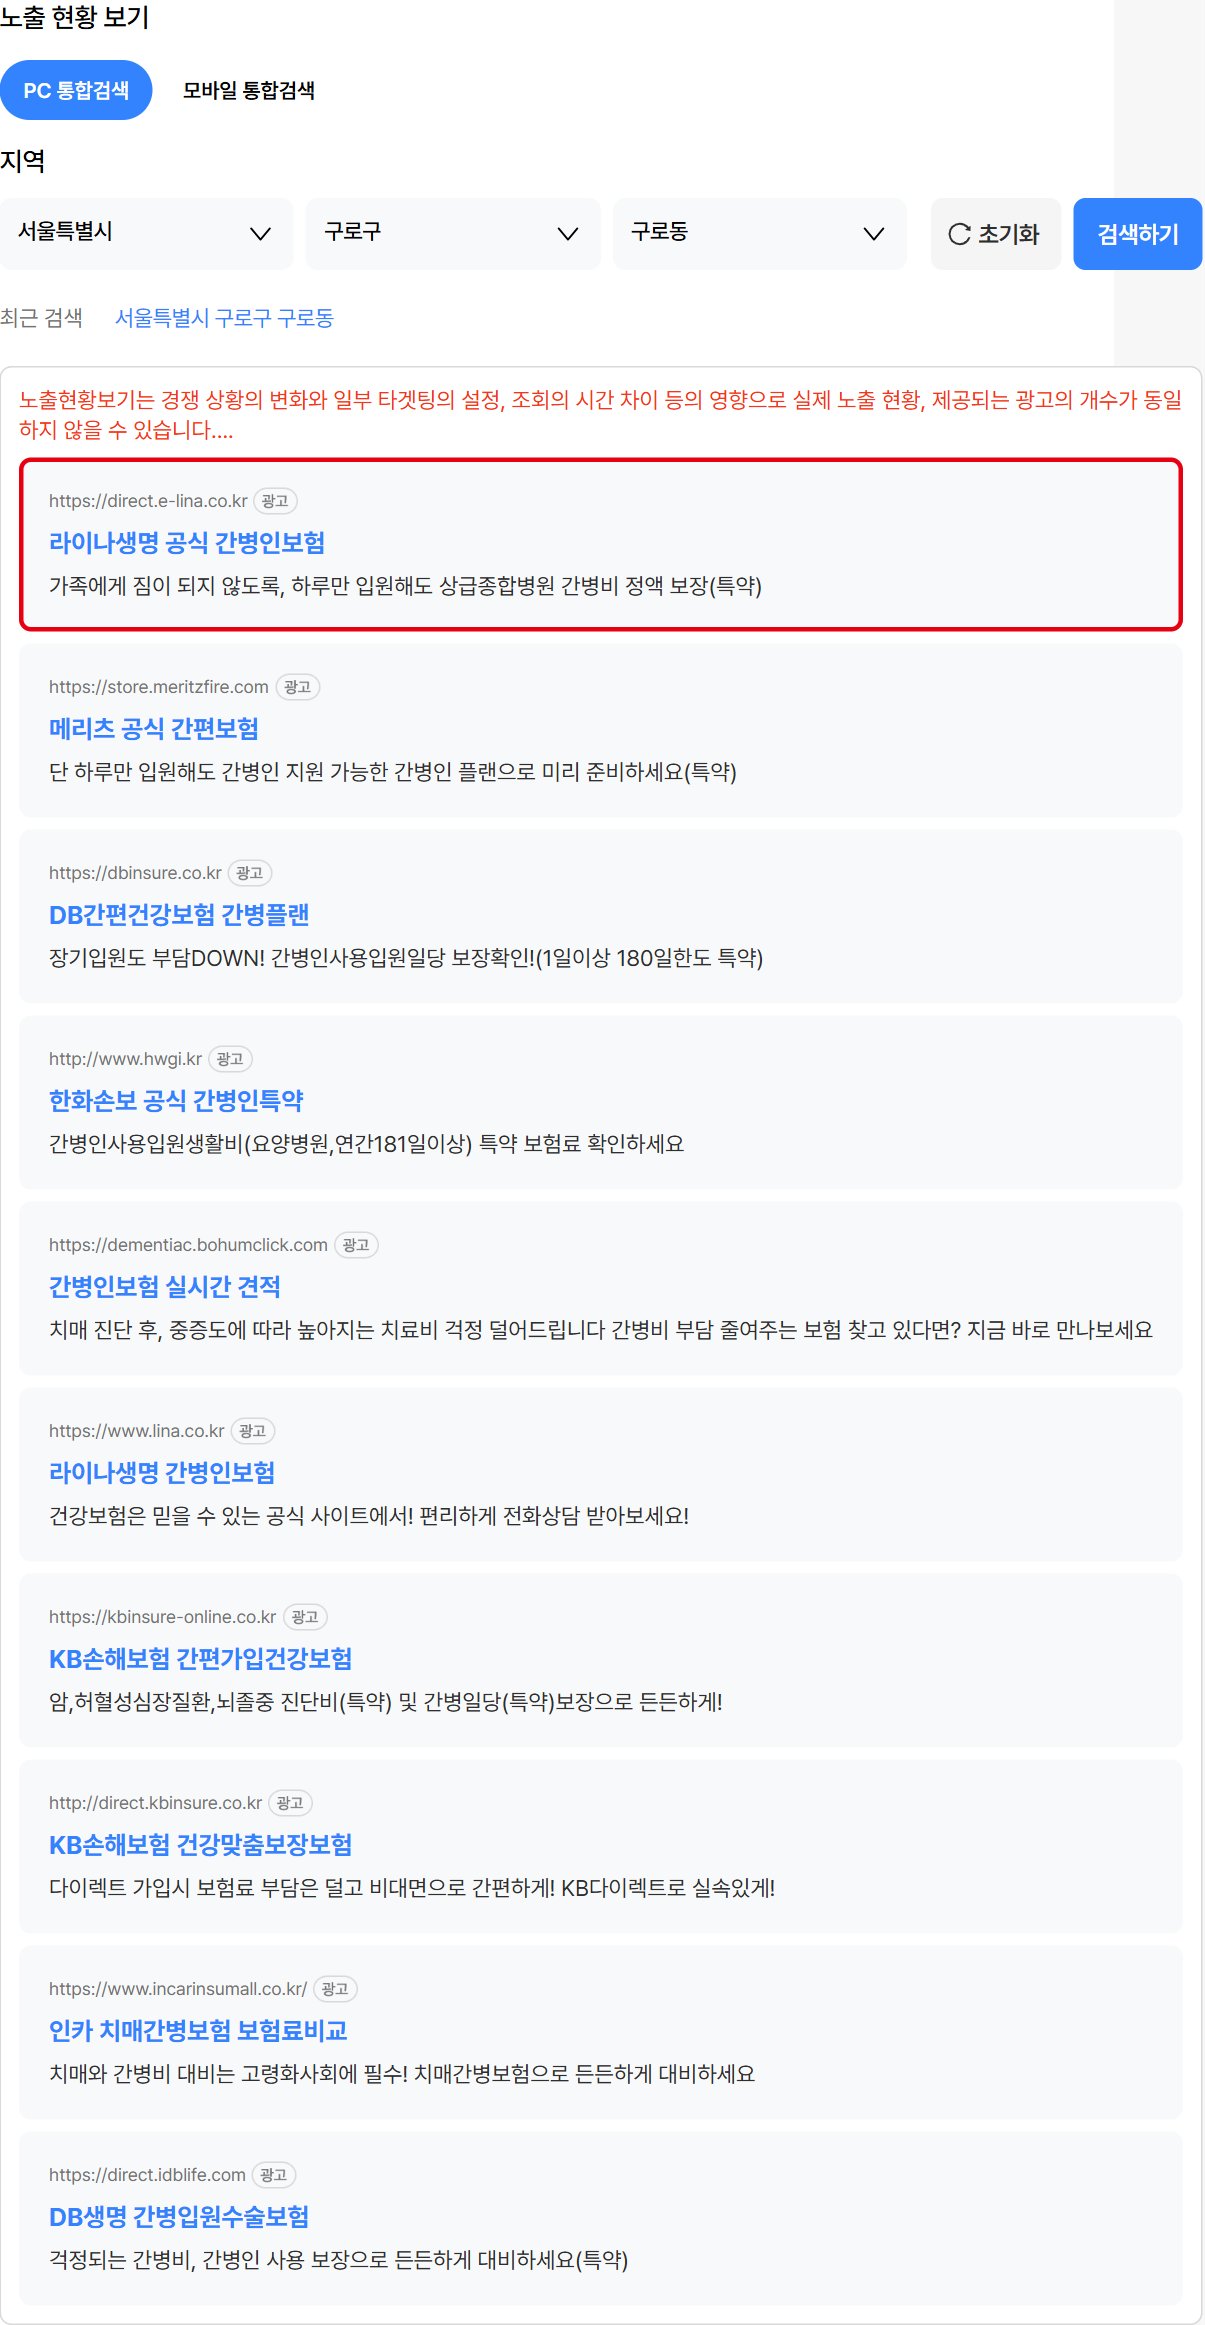 노출 현황 보기
PC 통합검색
모바일 통합검색
지역
서울특별시
구로구
구로동
초기화
검색하기
최근 검색
서울특별시 구로구 구로동
노출현황보기는 경쟁 상황의 변화와 일부 타겟팅의 설정, 조회의 시간 차이 등의 영향으로 실제 노출 현황, 제공되는 광고의 개수가 동일
하지 않을 수 있습니다....
https://direct.e-lina.co.kr 광고
라이나생명 공식 간병인보험
가족에게 짐이 되지 않도록, 하루만 입원해도 상급종합병원 간병비 정액 보장(특약)
https://store.meritzfire.com 광고
메리츠 공식 간편보험
단 하루만 입원해도 간병인 지원 가능한 간병인 플랜으로 미리 준비하세요(특약)
https://dbinsure.co.kr 광고
DB간편건강보험 간병플랜
장기입원도 부담DOWN! 간병인사용입원일당 보장확인!(1일이상 180일한도 특약)
http://www.hwgi.kr 광고
한화손보 공식 간병인특약
간병인사용입원생활비(요양병원,연간181일이상) 특약 보험료 확인하세요
https://dementiac.bohumclick.com 광고
간병인보험 실시간 견적
치매 진단 후, 중증도에 따라 높아지는 치료비 걱정 덜어드립니다 간병비 부담 줄여주는 보험 찾고 있다면? 지금 바로 만나보세요
https://www.lina.co.kr 광고
라이나생명 간병인보험
건강보험은 믿을 수 있는 공식 사이트에서! 편리하게 전화상담 받아보세요!
https://kbinsure-online.co.kr 광고
KB손해보험 간편가입건강보험
암,허혈성심장질환,뇌졸중 진단비(특약) 및 간병일당(특약)보장으로 든든하게!
http://direct.kbinsure.co.kr 광고
KB손해보험 건강맞춤보장보험
다이렉트 가입시 보험료 부담은 덜고 비대면으로 간편하게! KB다이렉트로 실속있게!
https://www.incarinsumall.co.kr/ 광고
인카 치매간병보험 보험료비교
치매와 간병비 대비는 고령화사회에 필수! 치매간병보험으로 든든하게 대비하세요
https://direct.idblife.com 광고
DB생명 간병입원수술보험
걱정되는 간병비, 간병인 사용 보장으로 든든하게 대비하세요(특약)